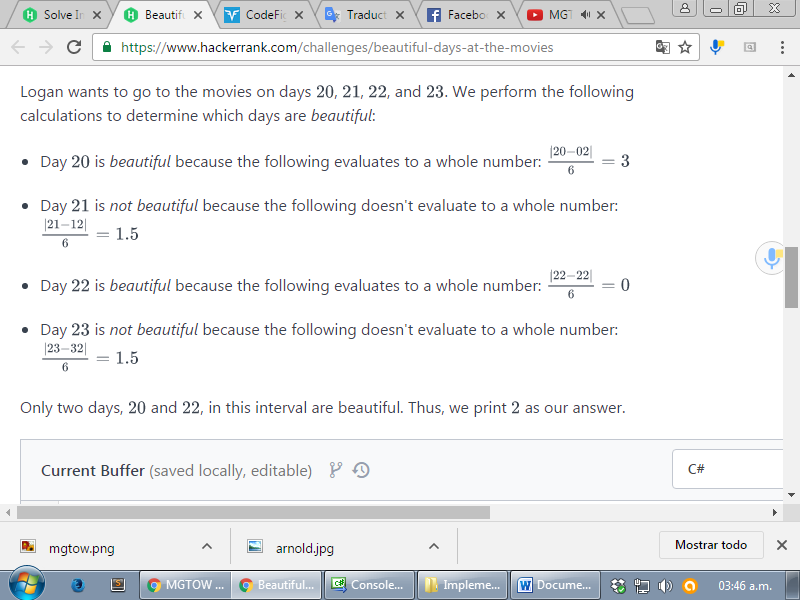 Solve In
Beautifu
CodeFig
Traduct
Facebo
MGT
https://www.hackerrank.com/challenges/beautiful-days-at-the-movies
Logan wants to go to the movies on days 20, 21, 22, and 23. We perform the following
calculations to determine which days are beautiful:
• Day 20 is beautiful because the following evaluates to a whole number: |20−02| / 6 = 3
• Day 21 is not beautiful because the following doesn't evaluate to a whole number:
|21−12| / 6 = 1.5
• Day 22 is beautiful because the following evaluates to a whole number: |22−22| / 6 = 0
• Day 23 is not beautiful because the following doesn't evaluate to a whole number:
|23−32| / 6 = 1.5
Only two days, 20 and 22, in this interval are beautiful. Thus, we print 2 as our answer.
Current Buffer (saved locally, editable)
C#
mgtow.png
arnold.jpg
Mostrar todo
MGTOW ...
Beautiful...
Console...
Impleme...
Docume...
03:46 a.m.